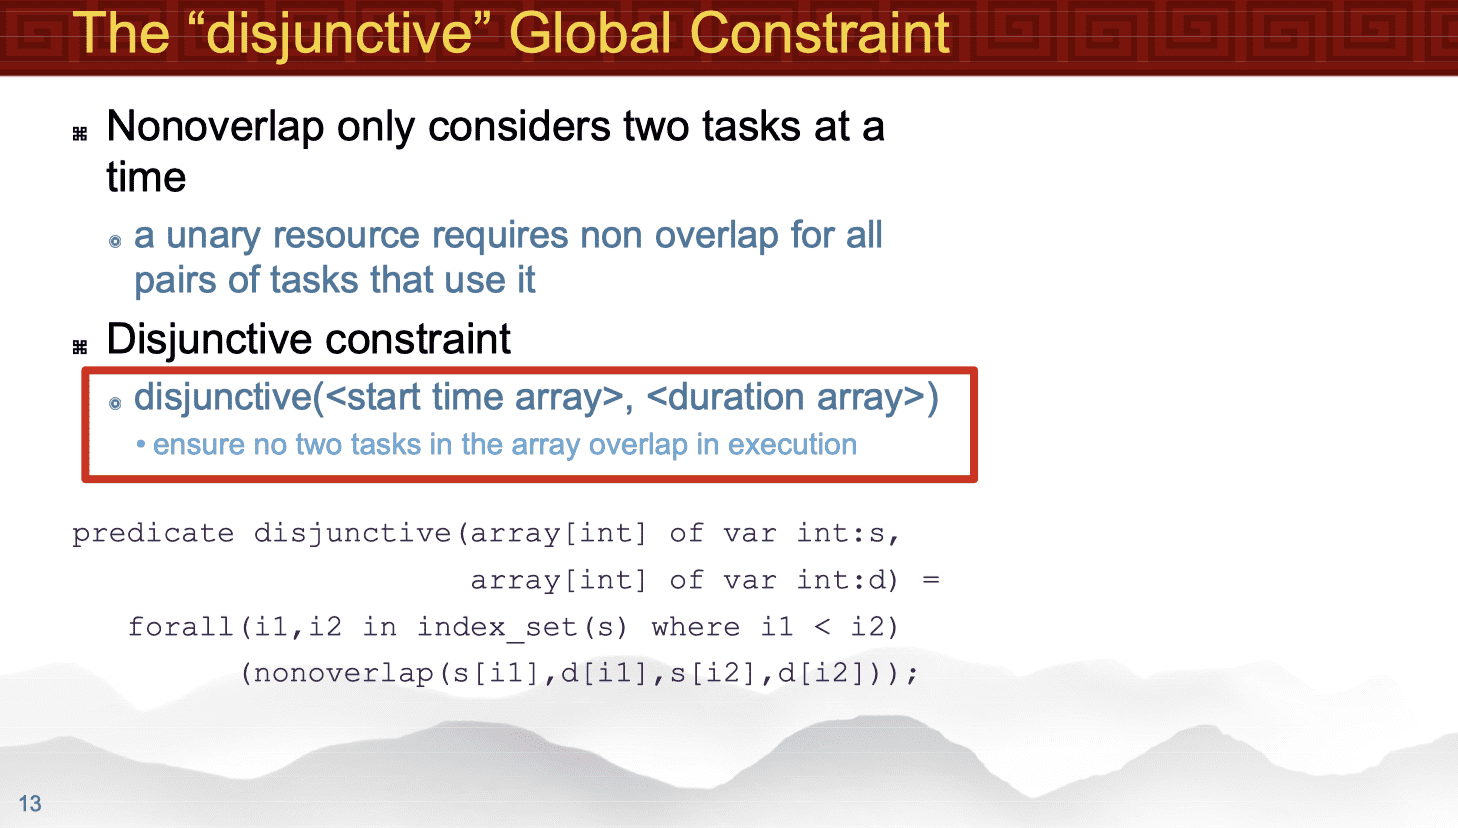 The “disjunctive” Global Constraint
Nonoverlap only considers two tasks at a
time
a unary resource requires non overlap for all
pairs of tasks that use it
Disjunctive constraint
disjunctive(<start time array>, <duration array>)
ensure no two tasks in the array overlap in execution
predicate disjunctive(array[int] of var int:s,
array[int] of var int:d) =
forall(i1,i2 in index_set(s) where i1 < i2)
(nonoverlap(s[i1],d[i1],s[i2],d[i2]));
13